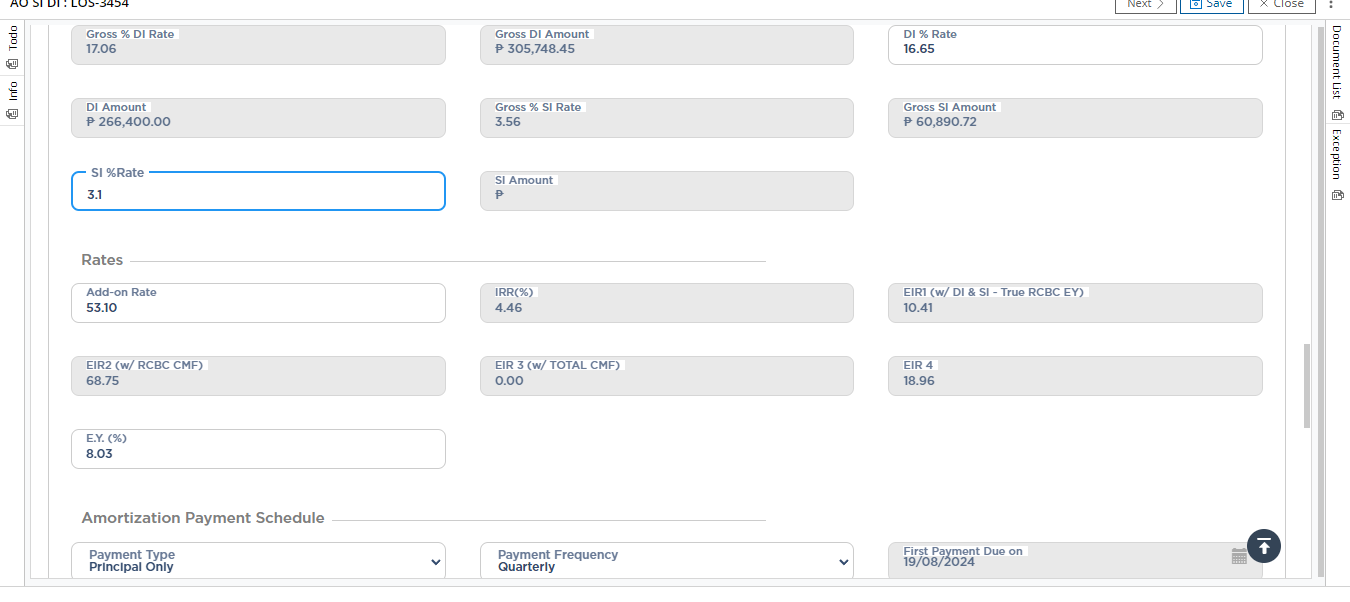 AO SI DI : LOS-3454
Next
Save
Close
Todo
Info
Document List
Exception
Gross % DI Rate
17.06
Gross DI Amount
₱ 305,748.45
DI % Rate
16.65
DI Amount
₱ 266,400.00
Gross % SI Rate
3.56
Gross SI Amount
₱ 60,890.72
SI %Rate
3.1
SI Amount
₱
Rates
Add-on Rate
53.10
IRR(%)
4.46
EIR1 (w/ DI & SI - True RCBC EY)
10.41
EIR2 (w/ RCBC CMF)
68.75
EIR 3 (w/ TOTAL CMF)
0.00
EIR 4
18.96
E.Y. (%)
8.03
Amortization Payment Schedule
Payment Type
Principal Only
Payment Frequency
Quarterly
First Payment Due on
19/08/2024